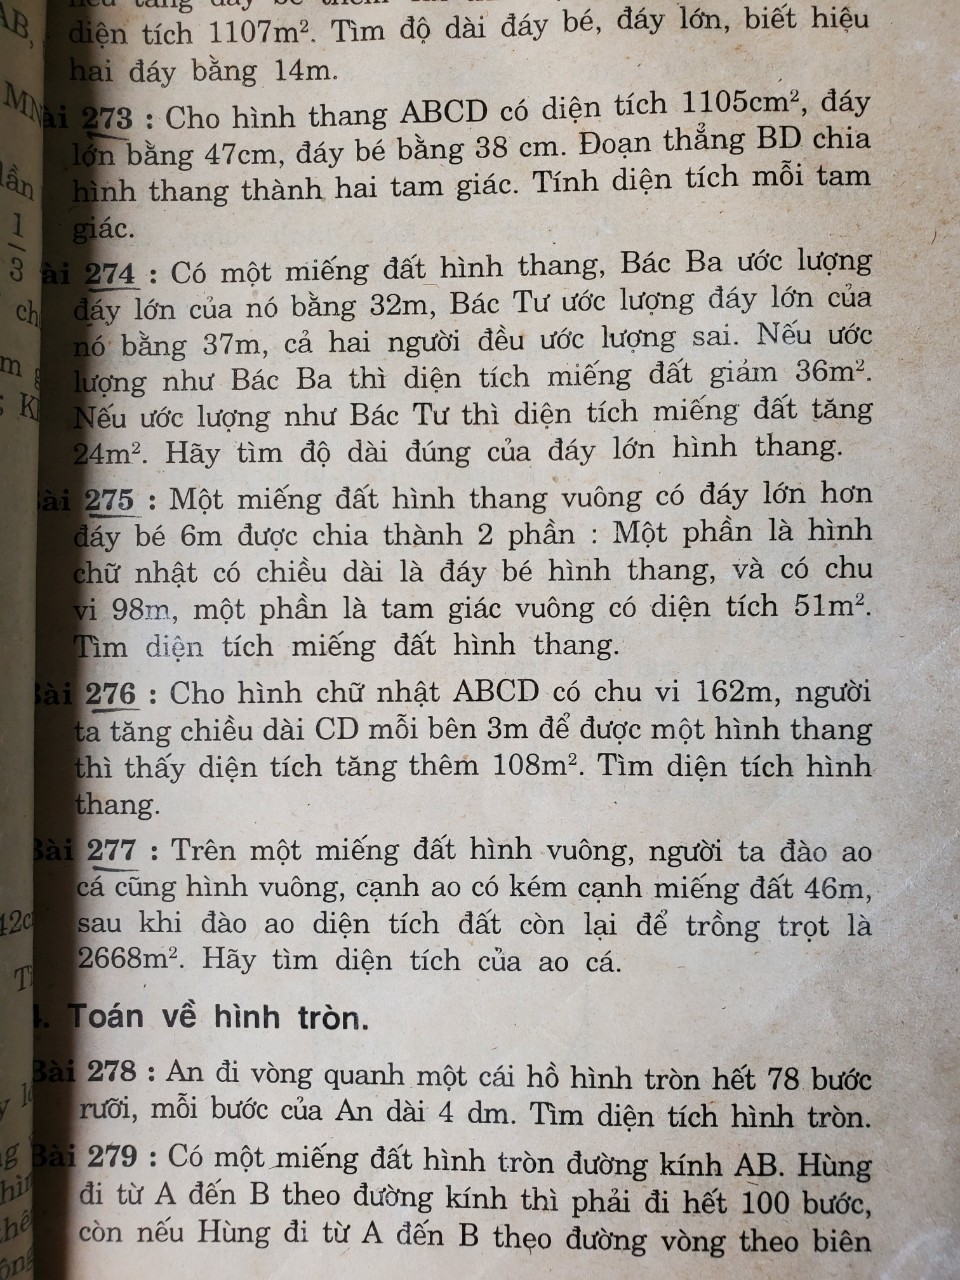 diện tích 1107m². Tìm độ dài đáy bé, đáy lớn, biết hiệu
hai đáy bằng 14m.
ài 273 : Cho hình thang ABCD có diện tích 1105cm², đáy
lớn bằng 47cm, đáy bé bằng 38 cm. Đoạn thẳng BD chia
hình thang thành hai tam giác. Tính diện tích mỗi tam
giác.
ài 274 : Có một miếng đất hình thang, Bác Ba ước lượng
đáy lớn của nó bằng 32m, Bác Tư ước lượng đáy lớn của
nó bằng 37m, cả hai người đều ước lượng sai. Nếu ước
lượng như Bác Ba thì diện tích miếng đất giảm 36m².
Nếu ước lượng như Bác Tư thì diện tích miếng đất tăng
24m². Hãy tìm độ dài đúng của đáy lớn hình thang.
Bài 275 : Một miếng đất hình thang vuông có đáy lớn hơn
đáy bé 6m được chia thành 2 phần : Một phần là hình
chữ nhật có chiều dài là đáy bé hình thang, và có chu
vi 98m, một phần là tam giác vuông có diện tích 51m².
Tìm diện tích miếng đất hình thang.
Bài 276 : Cho hình chữ nhật ABCD có chu vi 162m, người
ta tăng chiều dài CD mỗi bên 3m để được một hình thang
thì thấy diện tích tăng thêm 108m². Tìm diện tích hình
thang.
Bài 277 : Trên một miếng đất hình vuông, người ta đào ao
cá cũng hình vuông, cạnh ao có kém cạnh miếng đất 46m,
sau khi đào ao diện tích đất còn lại để trồng trọt là
2668m². Hãy tìm diện tích của ao cá.
4. Toán về hình tròn.
Bài 278 : An đi vòng quanh một cái hồ hình tròn hết 78 bước
rưỡi, mỗi bước của An dài 4 dm. Tìm diện tích hình tròn.
Bài 279 : Có một miếng đất hình tròn đường kính AB. Hùng
đi từ A đến B theo đường kính thì phải đi hết 100 bước,
còn nếu Hùng đi từ A đến B theo đường vòng theo biên